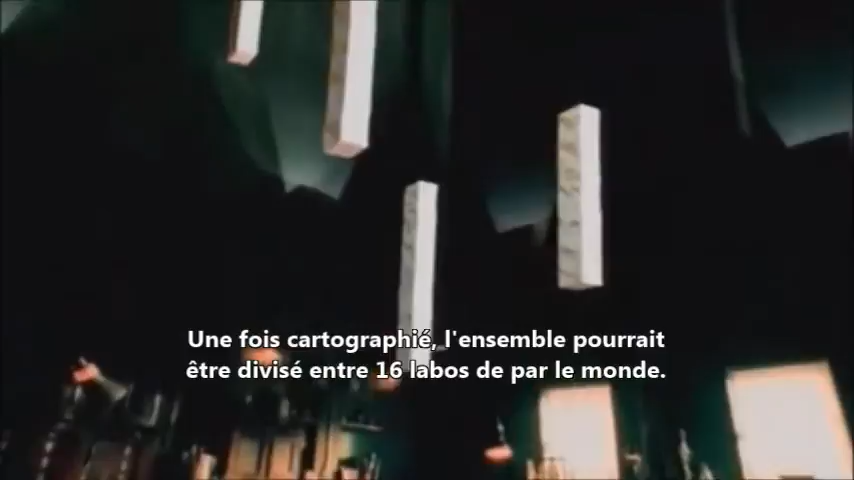 Une fois cartographié, l'ensemble pourrait
être divisé entre 16 labos de par le monde.